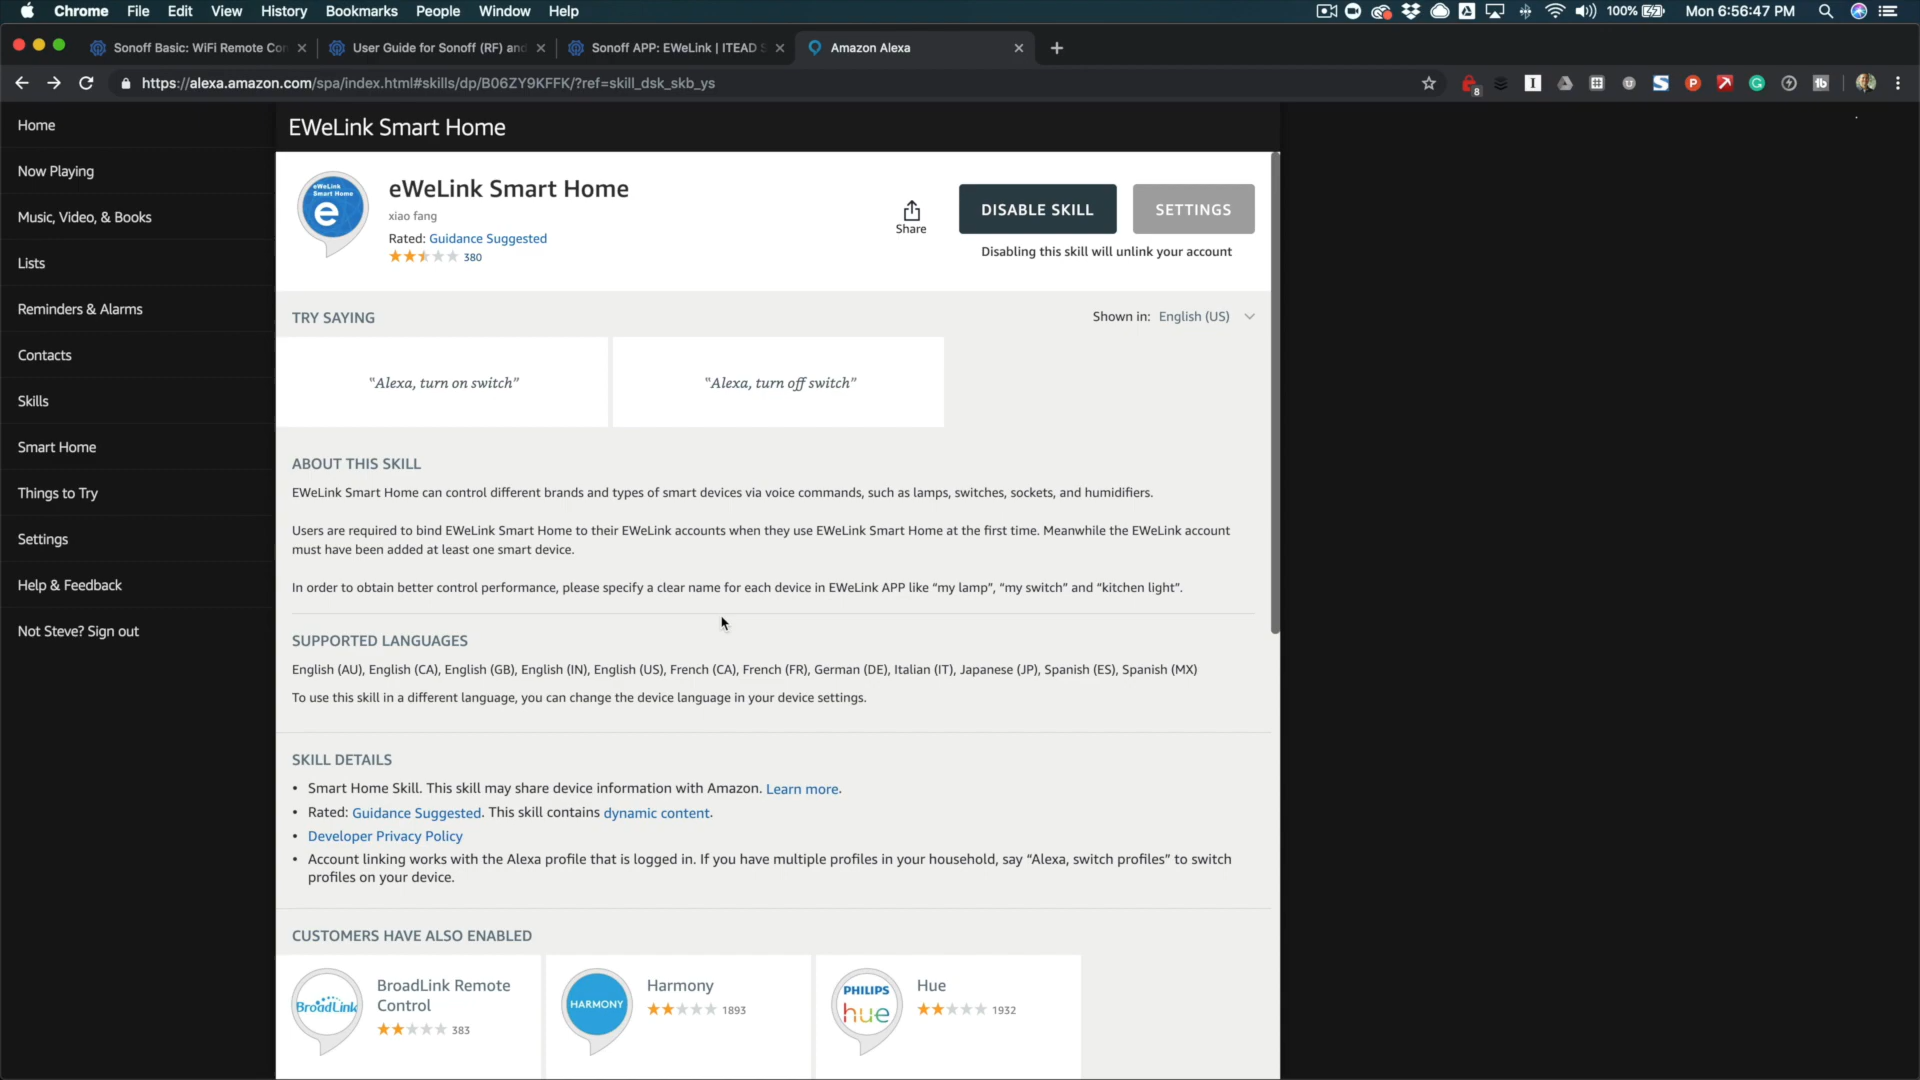 Chrome File Edit View History Bookmarks People Window Help 100% Mon 6:56:47 PM
Sonoff Basic: WiFi Remote Con
User Guide for Sonoff (RF) and
Sonoff APP: EWeLink | ITEAD S
Amazon Alexa
https://alexa.amazon.com/spa/index.html#skills/dp/B06ZY9KFFK/?ref=skill_dsk_skb_ys
8
Home
Now Playing
Music, Video, & Books
Lists
Reminders & Alarms
Contacts
Skills
Smart Home
Things to Try
Settings
Help & Feedback
Not Steve? Sign out
EWeLink Smart Home
eWeLink
Smart Home
e
eWeLink Smart Home
xiao fang
Rated: Guidance Suggested
380
Share
DISABLE SKILL
SETTINGS
Disabling this skill will unlink your account
TRY SAYING
Shown in: English (US)
"Alexa, turn on switch"
"Alexa, turn off switch"
ABOUT THIS SKILL
EWeLink Smart Home can control different brands and types of smart devices via voice commands, such as lamps, switches, sockets, and humidifiers.
Users are required to bind EWeLink Smart Home to their EWeLink accounts when they use EWeLink Smart Home at the first time. Meanwhile the EWeLink account
must have been added at least one smart device.
In order to obtain better control performance, please specify a clear name for each device in EWeLink APP like “my lamp”, “my switch” and “kitchen light”.
SUPPORTED LANGUAGES
English (AU), English (CA), English (GB), English (IN), English (US), French (CA), French (FR), German (DE), Italian (IT), Japanese (JP), Spanish (ES), Spanish (MX)
To use this skill in a different language, you can change the device language in your device settings.
SKILL DETAILS
• Smart Home Skill. This skill may share device information with Amazon. Learn more.
• Rated: Guidance Suggested. This skill contains dynamic content.
• Developer Privacy Policy
• Account linking works with the Alexa profile that is logged in. If you have multiple profiles in your household, say “Alexa, switch profiles” to switch
profiles on your device.
CUSTOMERS HAVE ALSO ENABLED
BroadLink
BroadLink Remote
Control
383
HARMONY
Harmony
1893
PHILIPS
hue
Hue
1932